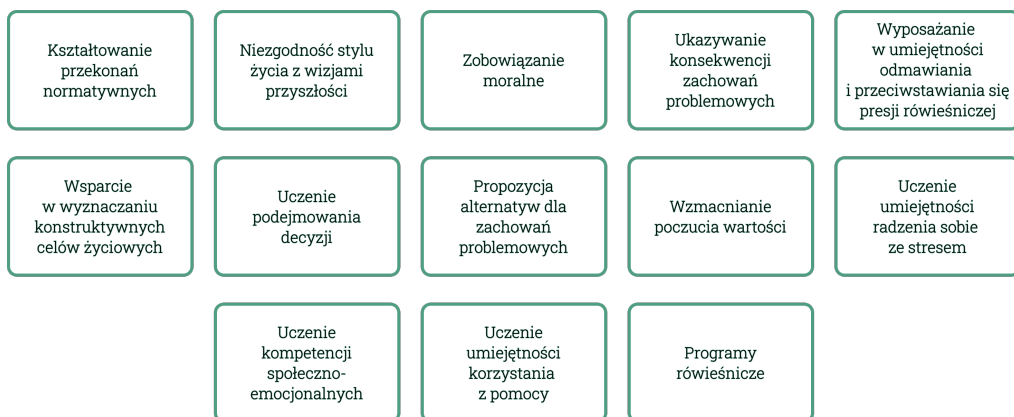 Kształtowanie
przekonań
normatywnych
Niezgodność stylu
życia z wizjami
przyszłości
Zobowiązanie
moralne
Ukazywanie
konsekwencji
zachowań
problemowych
Wyposażanie
w umiejętności
odmawiania
i przeciwstawiania się
presji rówieśniczej
Wsparcie
w wyznaczaniu
konstruktywnych
celów życiowych
Uczenie
podejmowania
decyzji
Propozycja
alternatyw dla
zachowań
problemowych
Wzmacnianie
poczucia wartości
Uczenie
umiejętności
radzenia sobie
ze stresem
Uczenie
kompetencji
społeczno-
emocjonalnych
Uczenie
umiejętności
korzystania
z pomocy
Programy
rówieśnicze